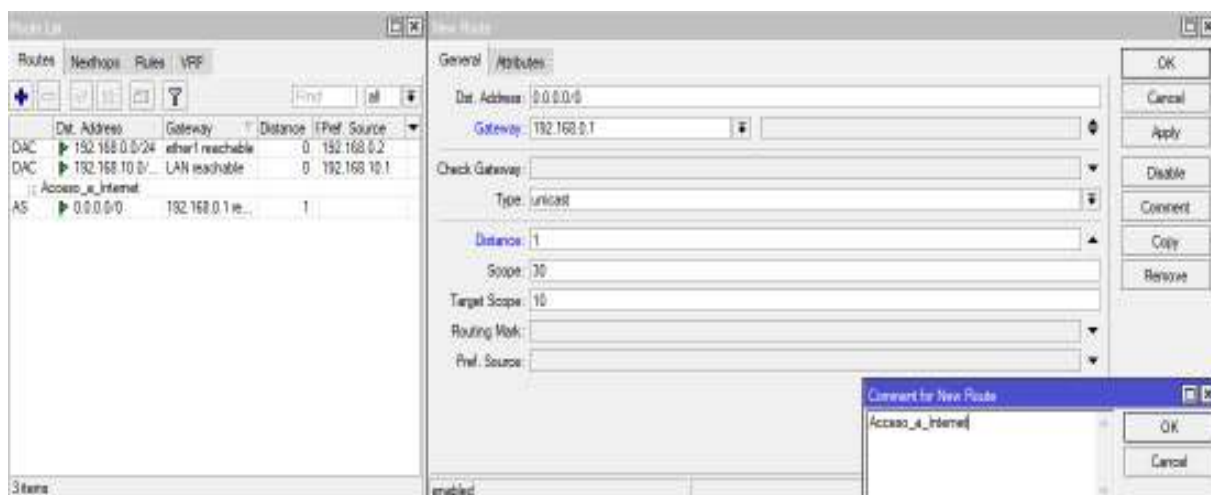 Route List
Routes Nexthops Rules VRF
Find all
Dst. Address Gateway Distance Pref. Source
DAC 192.168.0.0/24 ether1 reachable 0 192.168.0.2
DAC 192.168.10.0/... LAN reachable 0 192.168.10.1
::: Acceso_a_Internet
AS 0.0.0.0/0 192.168.0.1 re... 1
3 items
New Route
General Attributes
Dst. Address: 0.0.0.0/0
Gateway: 192.168.0.1
Check Gateway:
Type: unicast
Distance: 1
Scope: 30
Target Scope: 10
Routing Mark:
Pref. Source:
enabled
OK
Cancel
Apply
Disable
Comment
Copy
Remove
Comment for New Route
Acceso_a_Internet
OK
Cancel